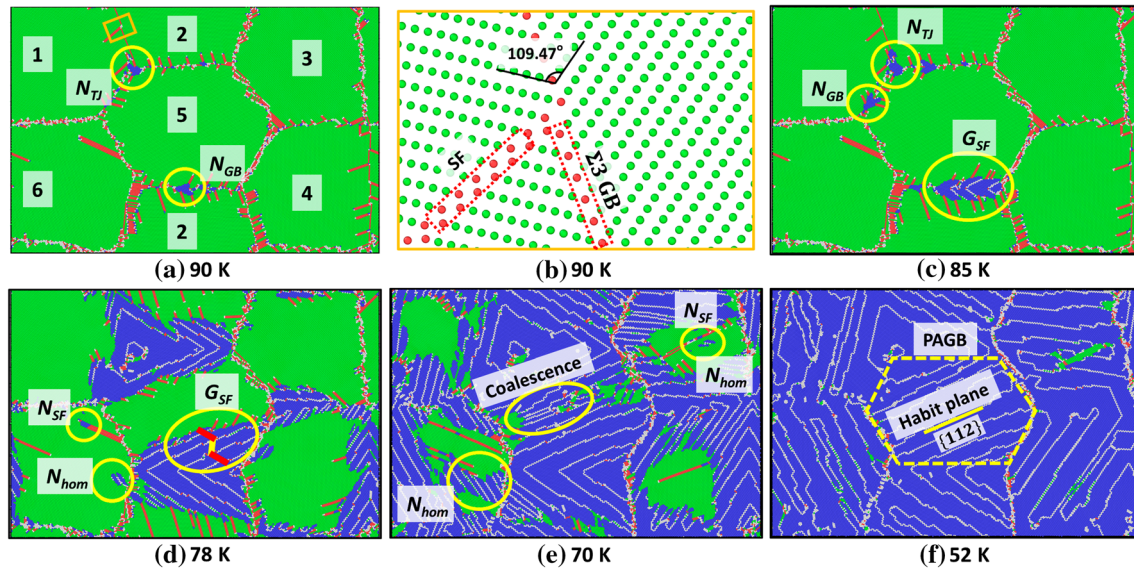 1
2
3
N_TJ
5
N_GB
6
4
2
(a) 90 K
109.47°
SF
Σ3 GB
(b) 90 K
N_TJ
N_GB
G_SF
(c) 85 K
N_SF
G_SF
N_hom
(d) 78 K
N_SF
Coalescence
N_hom
N_hom
(e) 70 K
PAGB
Habit plane
{112}
(f) 52 K